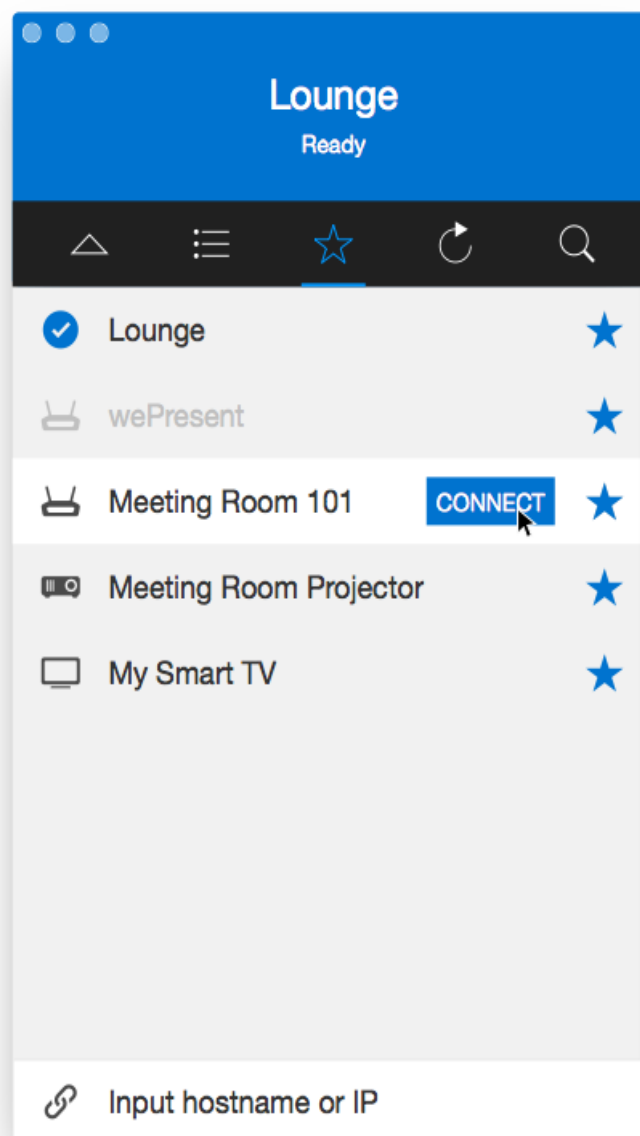 Lounge
Ready
Lounge
wePresent
Meeting Room 101 CONNECT
Meeting Room Projector
My Smart TV
Input hostname or IP